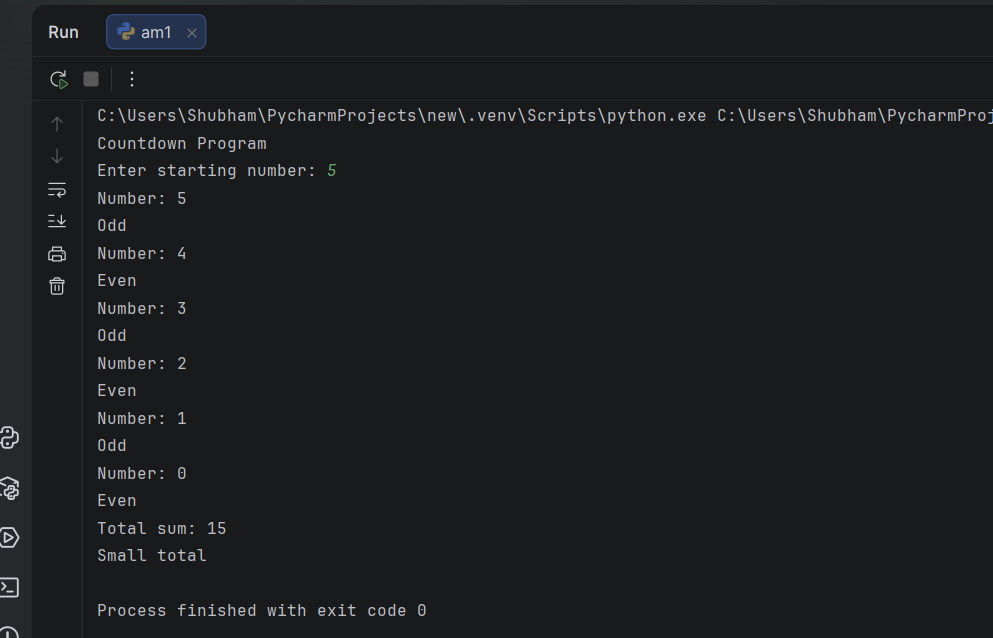 Run am1
C:\Users\Shubham\PycharmProjects\new\.venv\Scripts\python.exe C:\Users\Shubham\PycharmProj
Countdown Program
Enter starting number: 5
Number: 5
Odd
Number: 4
Even
Number: 3
Odd
Number: 2
Even
Number: 1
Odd
Number: 0
Even
Total sum: 15
Small total
Process finished with exit code 0